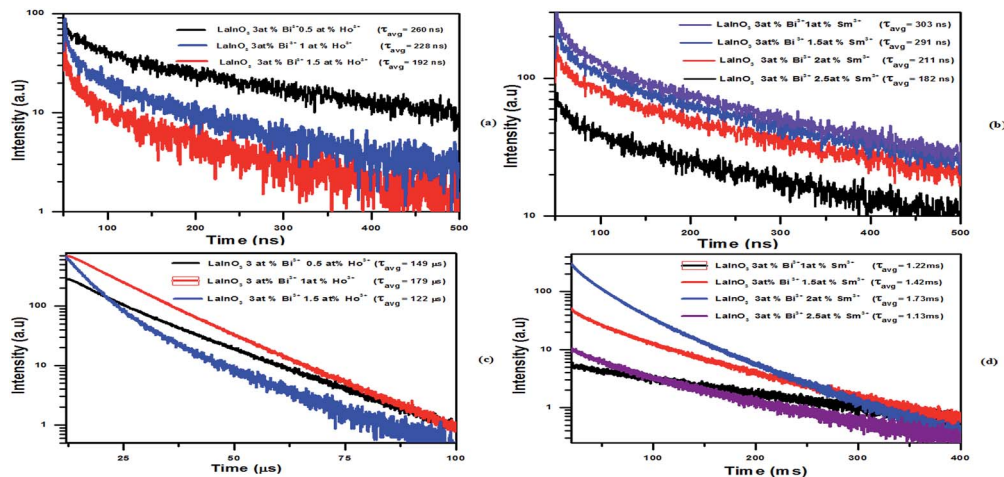 LaInO₃ 3at % Bi³⁺0.5 at% Ho³⁺ (τavg= 260 ns)
LaInO₃ 3at% Bi³⁺ 1 at% Ho³⁺ (τavg= 228 ns)
LaInO₃ 3at % Bi³⁺ 1.5 at% Ho³⁺ (τavg= 192 ns)
100
10
1
Intensity (a.u)
100
200
300
400
500
Time (ns)
(a)
LaInO₃ 3at % Bi³⁺1at % Sm³⁺ (τavg= 303 ns)
LaInO₃ 3at% Bi³⁺ 1.5at% Sm³⁺ (τavg= 291 ns)
LaInO₃ 3at % Bi³⁺ 2at % Sm³⁺ (τavg= 211 ns)
LaInO₃ 3at % Bi³⁺ 2.5at % Sm³⁺ (τavg= 182 ns)
100
10
Intensity (a.u)
100
200
300
400
500
Time (ns)
(b)
LaInO₃ 3 at % Bi³⁺ 0.5 at% Ho³⁺ (τavg= 149 μs)
LaInO₃ 3 at% Bi³⁺ 1at % Ho³⁺ (τavg= 179 μs)
LaInO₃ 3at % Bi³⁺ 1.5 at% Ho³⁺ (τavg= 122 μs)
100
10
1
Intensity (a.u)
25
50
75
100
Time (μs)
(c)
LaInO₃ 3at % Bi³⁺1at % Sm³⁺ (τavg= 1.22ms)
LaInO₃ 3at% Bi³⁺ 1.5at% Sm³⁺ (τavg= 1.42ms)
LaInO₃ 3at % Bi³⁺ 2at % Sm³⁺ (τavg= 1.73ms)
LaInO₃ 3at % Bi³⁺ 2.5at % Sm³⁺ (τavg= 1.13ms)
100
10
1
Intensity (a.u)
100
200
300
400
Time (ms)
(d)